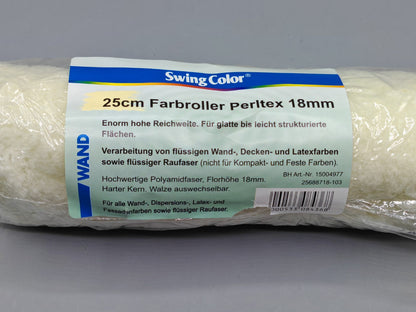 Swing Color®
25cm Farbroller Perltex 18mm
Enorm hohe Reichweite. Für glatte bis leicht strukturierte
Flächen.
Verarbeitung von flüssigen Wand-, Decken- und Latexfarben
sowie flüssiger Raufaser (nicht für Kompakt- und Feste Farben).
BH Art.-Nr. 15004977
25688718-103
Hochwertige Polyamidfaser, Florhöhe 18mm.
Harter Kern. Walze auswechselbar.
Für alle Wand-, Dispersions-, Latex- und
Fassadenfarben sowie flüssiger Raufaser.
WAND